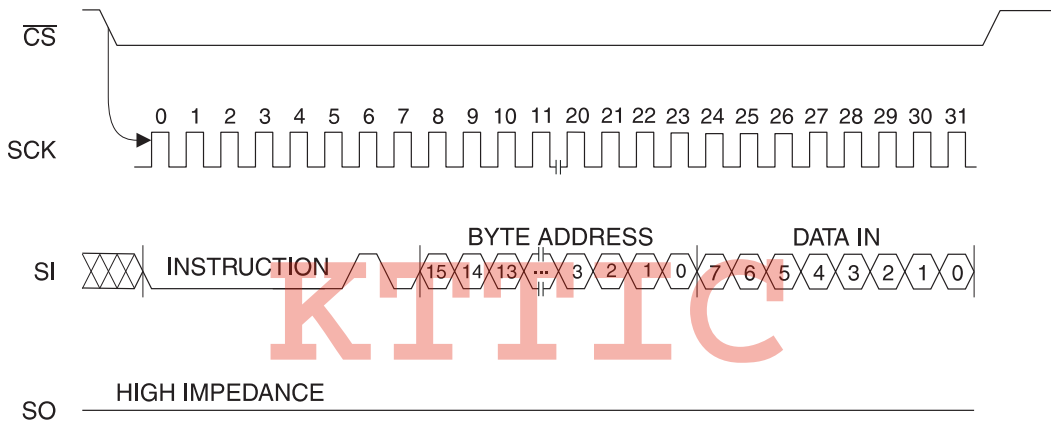 CS
0 1 2 3 4 5 6 7 8 9 10 11 20 21 22 23 24 25 26 27 28 29 30 31
SCK
BYTE ADDRESS DATA IN
SI INSTRUCTION 15 14 13 ... 3 2 1 0 7 6 5 4 3 2 1 0
KTTIC
HIGH IMPEDANCE
SO